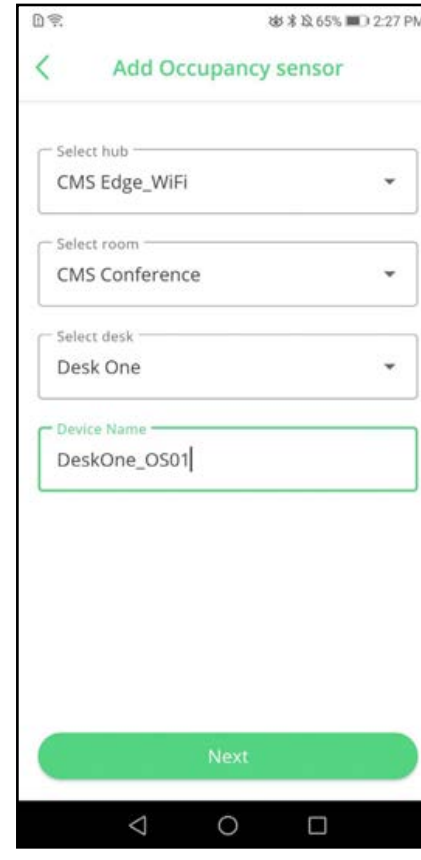 65% 2:27 PM
Add Occupancy sensor
Select hub
CMS Edge_WiFi
Select room
CMS Conference
Select desk
Desk One
Device Name
DeskOne_OS01
Next